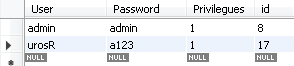 User Password Privilegues id
admin admin 1 8
urosR a123 1 17
NULL NULL NULL NULL